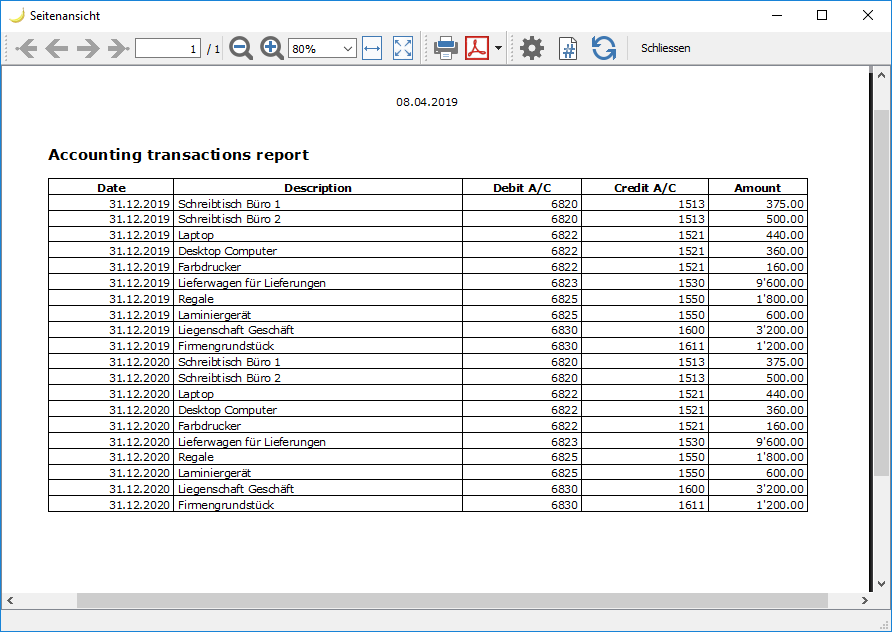 Seitenansicht
1 / 1 80% Schliessen
08.04.2019
Accounting transactions report
Date Description Debit A/C Credit A/C Amount
31.12.2019 Schreibtisch Büro 1 6820 1513 375.00
31.12.2019 Schreibtisch Büro 2 6820 1513 500.00
31.12.2019 Laptop 6822 1521 440.00
31.12.2019 Desktop Computer 6822 1521 360.00
31.12.2019 Farbdrucker 6822 1521 160.00
31.12.2019 Lieferwagen für Lieferungen 6823 1530 9'600.00
31.12.2019 Regale 6825 1550 1'800.00
31.12.2019 Laminiergerät 6825 1550 600.00
31.12.2019 Liegenschaft Geschäft 6830 1600 3'200.00
31.12.2019 Firmengrundstück 6830 1611 1'200.00
31.12.2020 Schreibtisch Büro 1 6820 1513 375.00
31.12.2020 Schreibtisch Büro 2 6820 1513 500.00
31.12.2020 Laptop 6822 1521 440.00
31.12.2020 Desktop Computer 6822 1521 360.00
31.12.2020 Farbdrucker 6822 1521 160.00
31.12.2020 Lieferwagen für Lieferungen 6823 1530 9'600.00
31.12.2020 Regale 6825 1550 1'800.00
31.12.2020 Laminiergerät 6825 1550 600.00
31.12.2020 Liegenschaft Geschäft 6830 1600 3'200.00
31.12.2020 Firmengrundstück 6830 1611 1'200.00